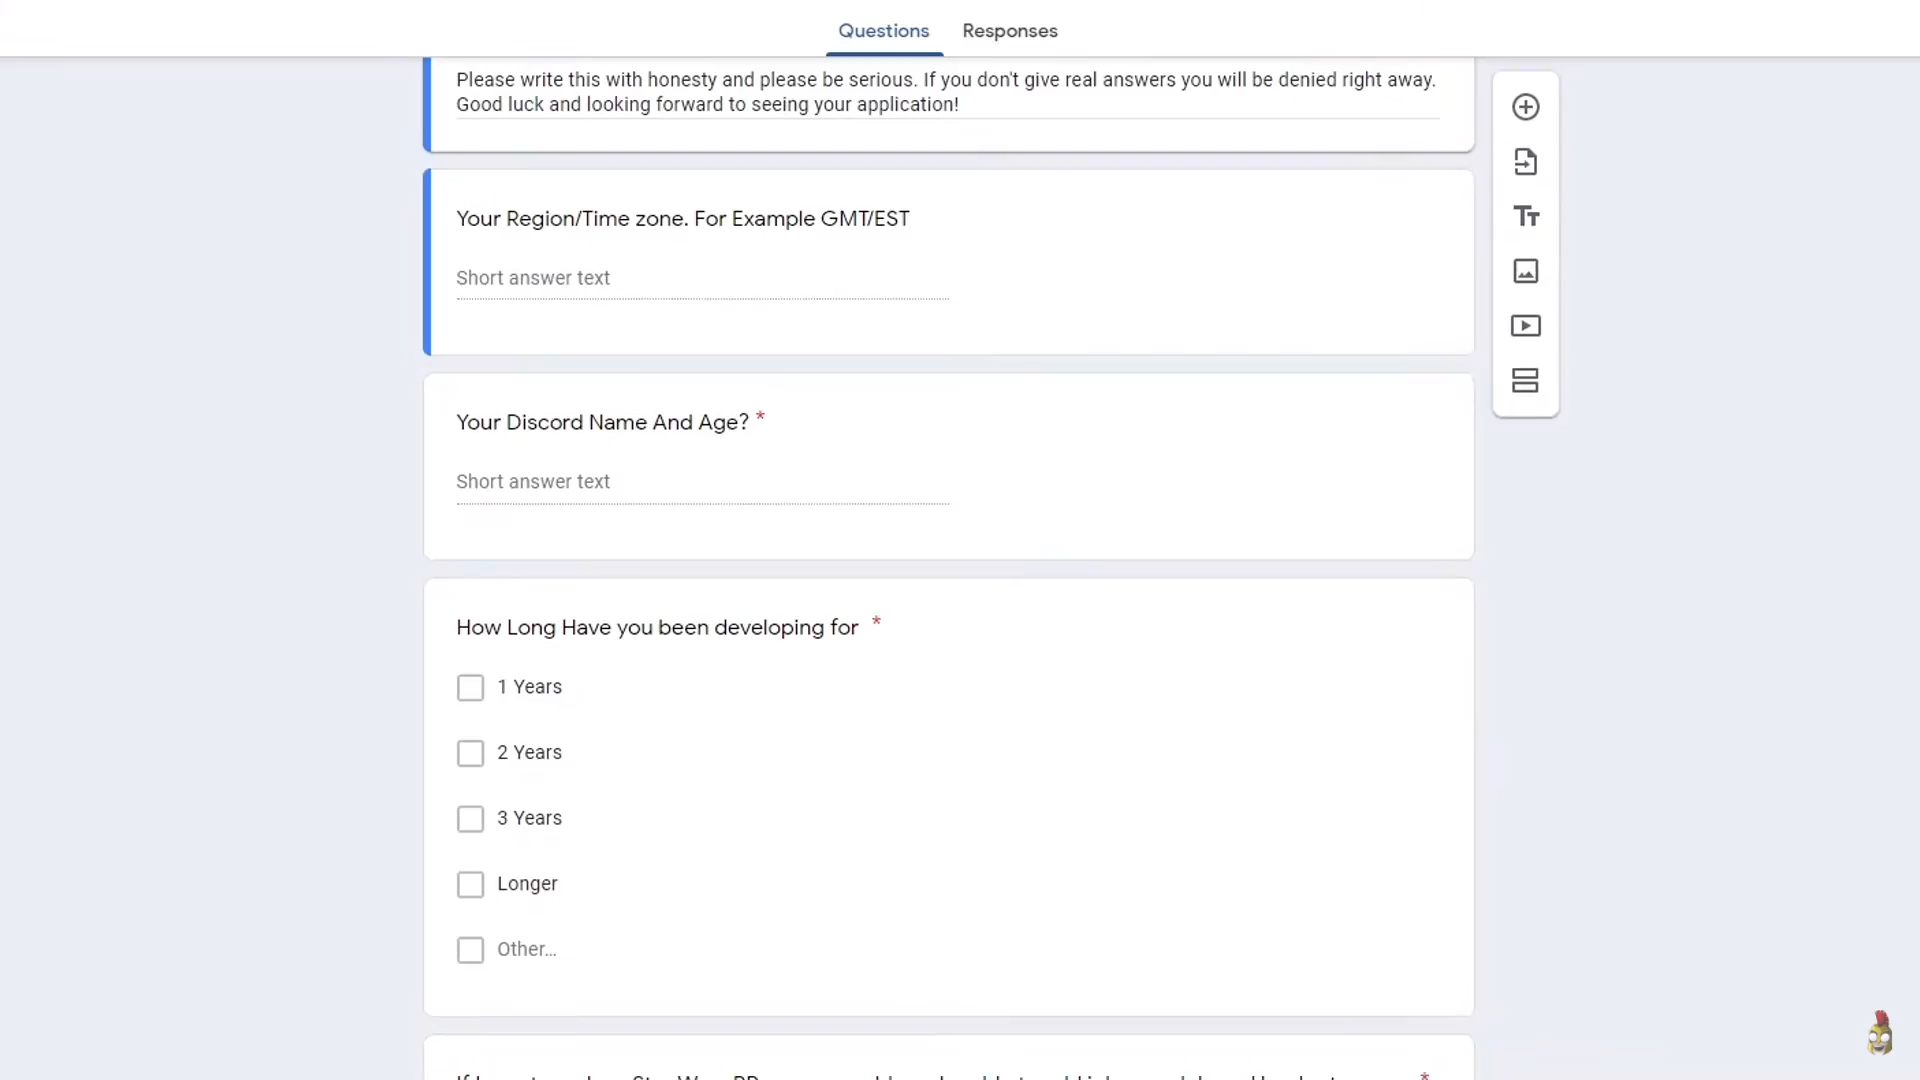 Questions
Responses
Please write this with honesty and please be serious. If you don't give real answers you will be denied right away.
Good luck and looking forward to seeing your application!
Your Region/Time zone. For Example GMT/EST
Short answer text
Your Discord Name And Age? *
Short answer text
How Long Have you been developing for *
1 Years
2 Years
3 Years
Longer
Other...